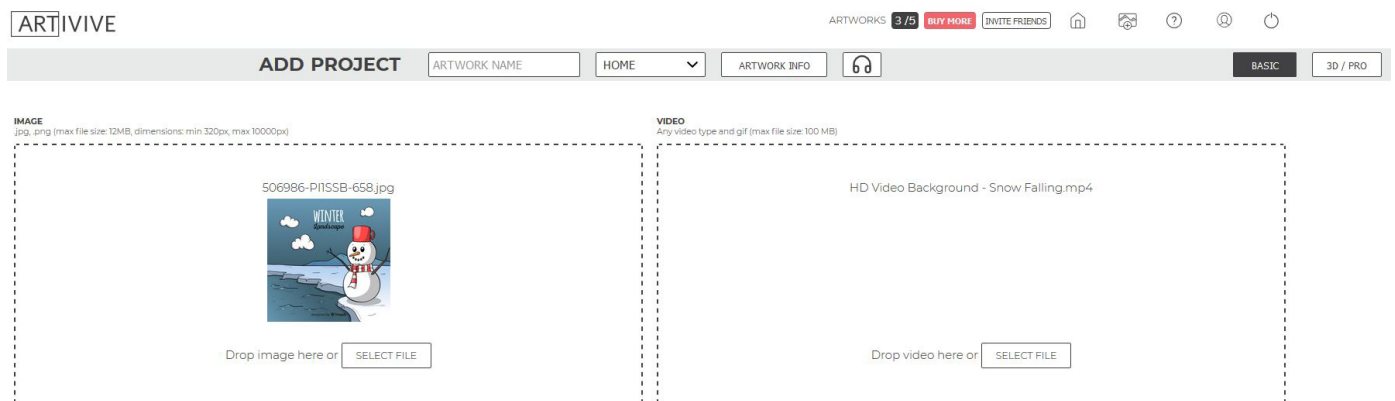 ARTIVIVE
ARTWORKS 3 /5 BUY MORE INVITE FRIENDS
ADD PROJECT ARTWORK NAME HOME ARTWORK INFO BASIC 3D / PRO
IMAGE
.jpg, .png (max file size: 12MB, dimensions: min 320px, max 10000px)
506986-PI1SSB-658.jpg
WINTER
Landscape
Drop image here or SELECT FILE
VIDEO
Any video type and gif (max file size: 100 MB)
HD Video Background - Snow Falling.mp4
Drop video here or SELECT FILE